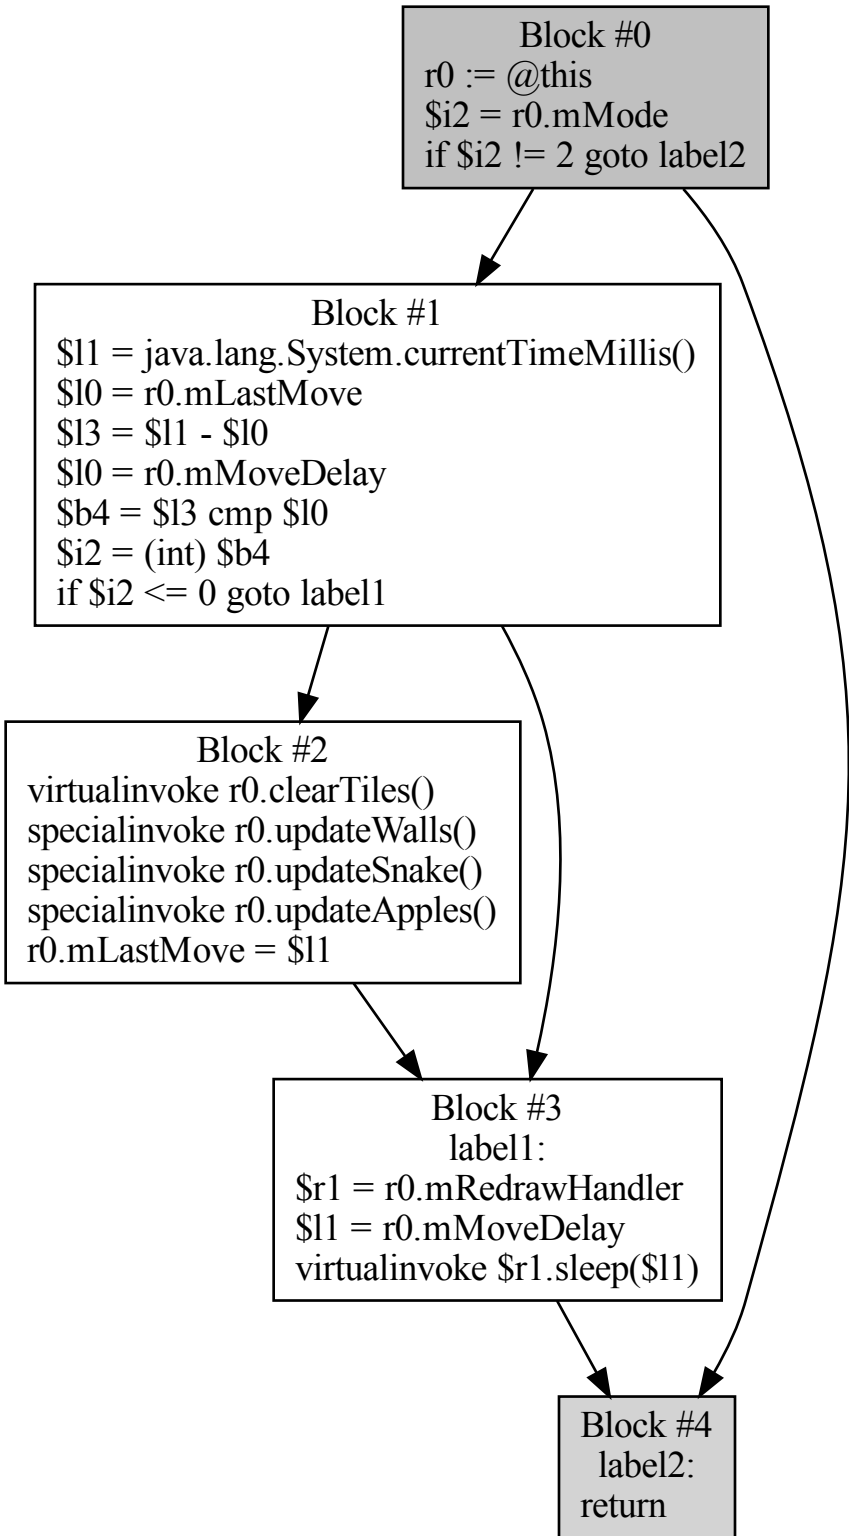 Block #0
r0 := @this
$i2 = r0.mMode
if $i2 != 2 goto label2
Block #1
$l1 = java.lang.System.currentTimeMillis()
$l0 = r0.mLastMove
$l3 = $l1 - $l0
$l0 = r0.mMoveDelay
$b4 = $l3 cmp $l0
$i2 = (int) $b4
if $i2 <= 0 goto label1
Block #2
virtualinvoke r0.clearTiles()
specialinvoke r0.updateWalls()
specialinvoke r0.updateSnake()
specialinvoke r0.updateApples()
r0.mLastMove = $l1
Block #3
label1:
$r1 = r0.mRedrawHandler
$l1 = r0.mMoveDelay
virtualinvoke $r1.sleep($l1)
Block #4
label2:
return